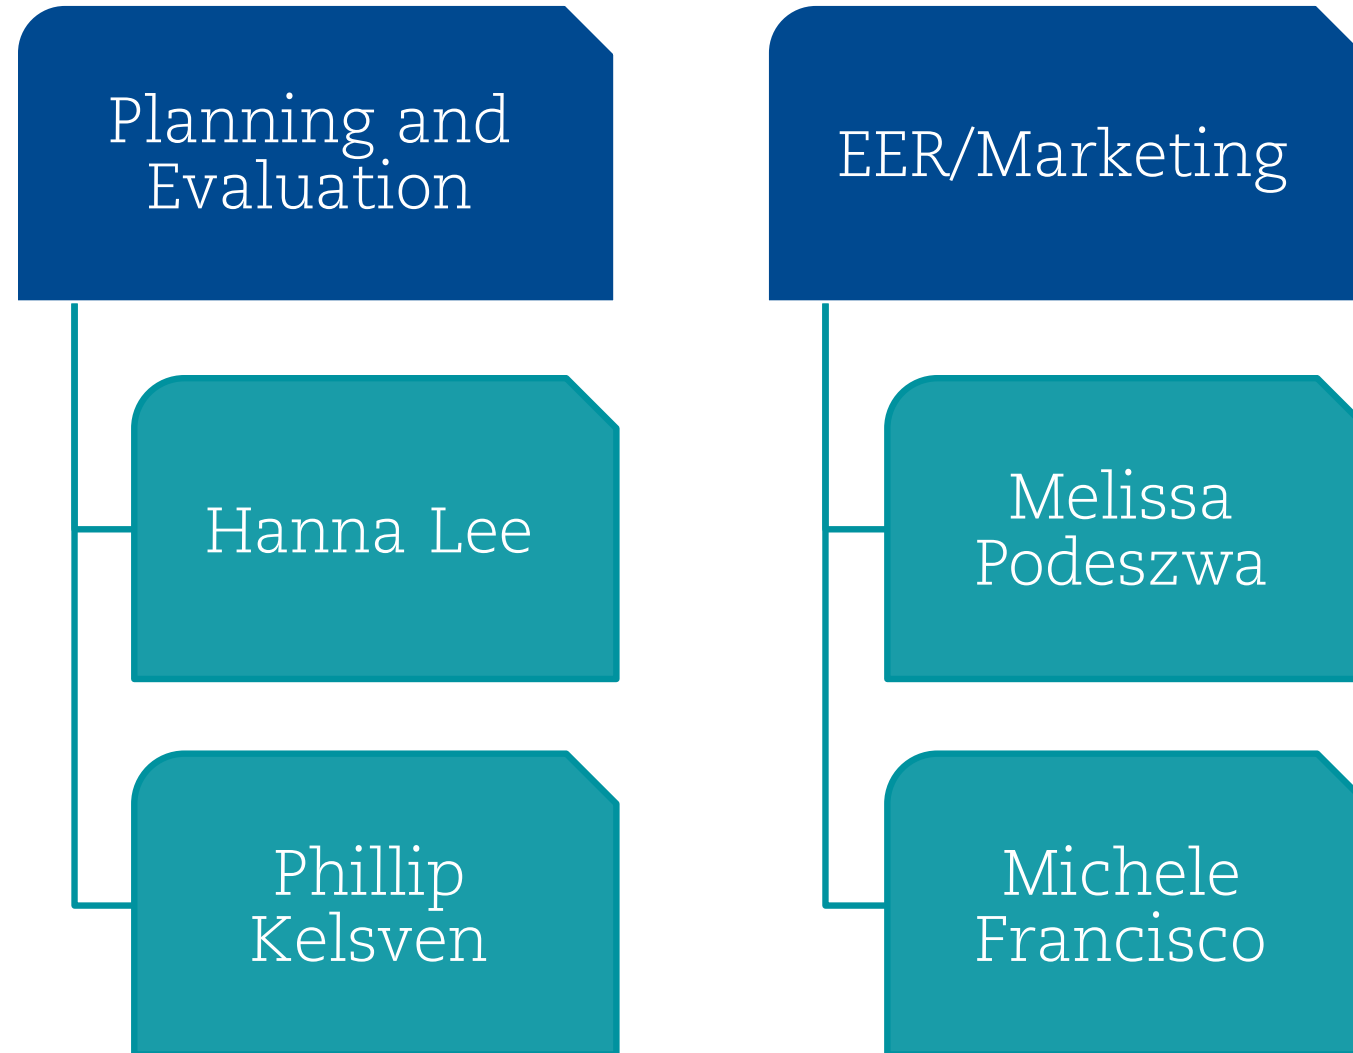 Planning and
Evaluation
Hanna Lee
Phillip
Kelsven
EER/Marketing
Melissa
Podeszwa
Michele
Francisco